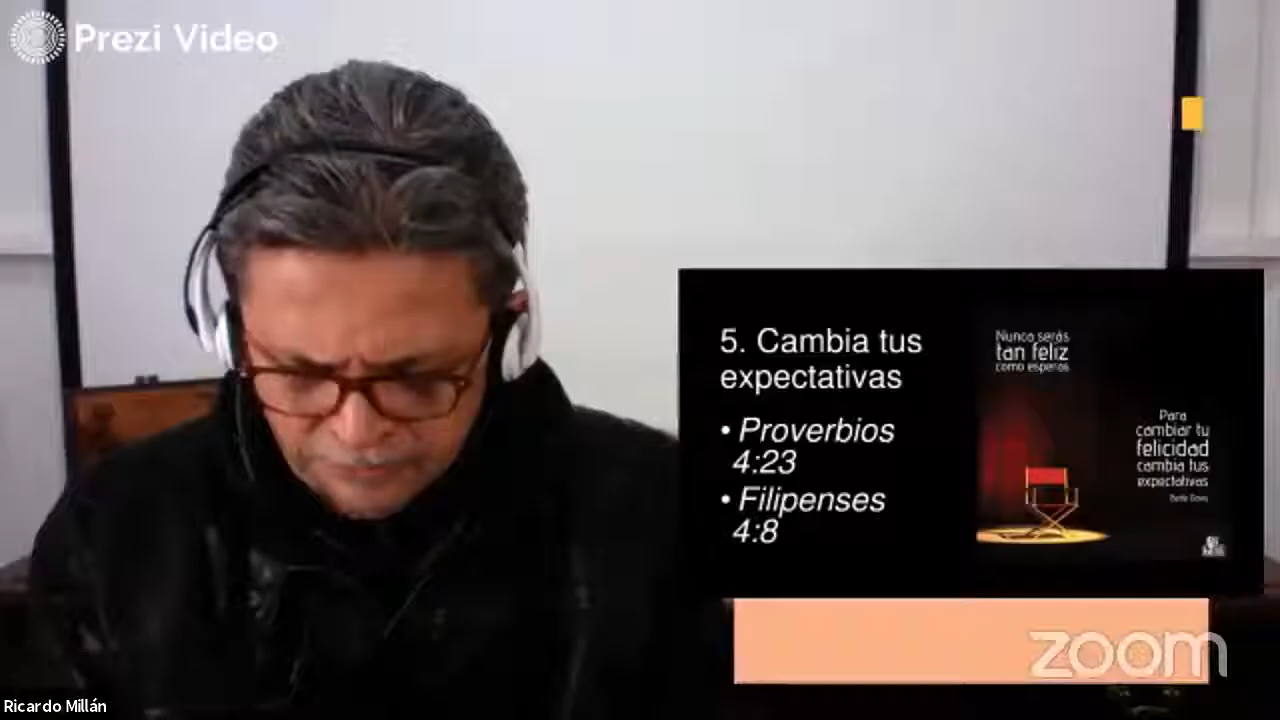 Prezi Video
5. Cambia tus
expectativas
• Proverbios
4:23
• Filipenses
4:8
Nunca serás
tan feliz
como esperas
Para
cambiar tu
felicidad
cambia tus
expectativas
zoom
Ricardo Millán